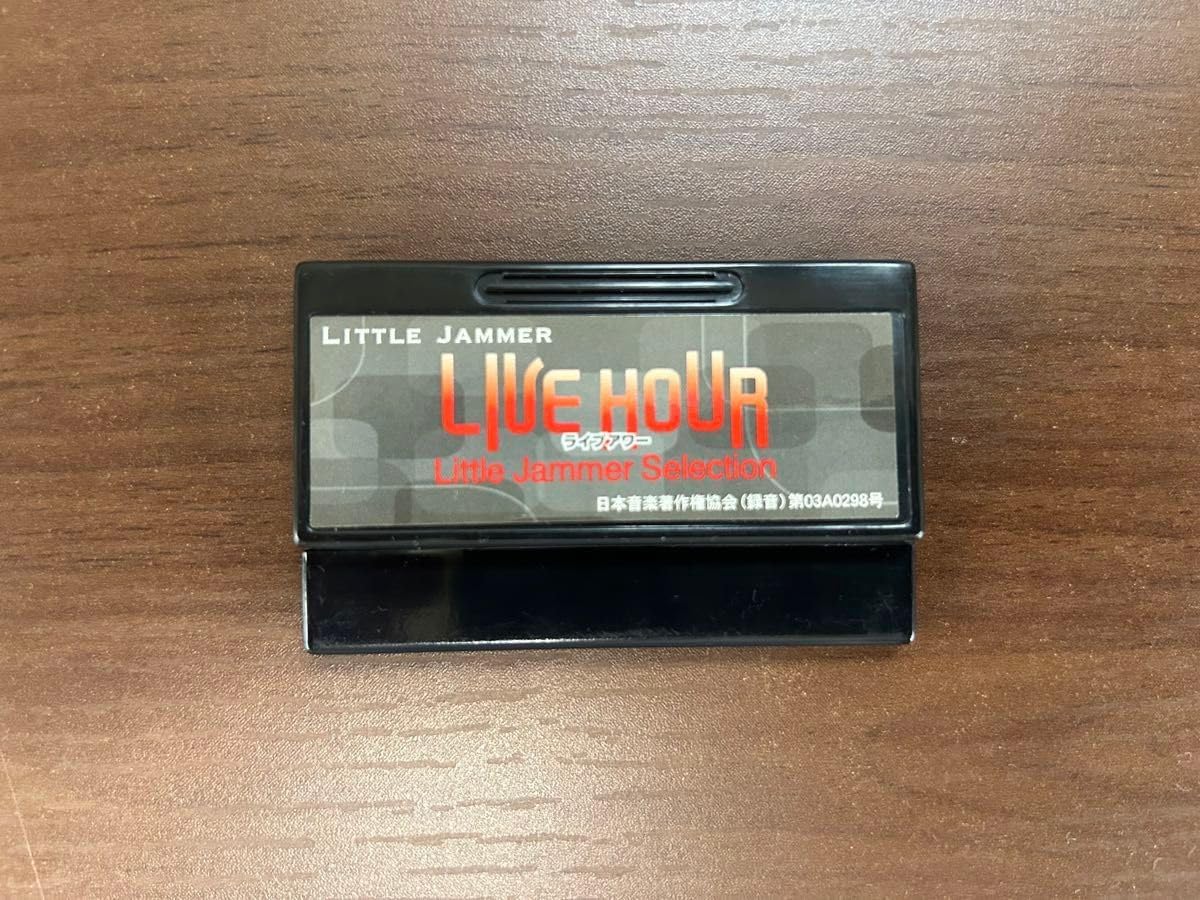 LITTLE JAMMER
LIVE HOUR
ライブアワー
Little Jammer Selection
日本音楽著作権協会(録音)第03A0298号